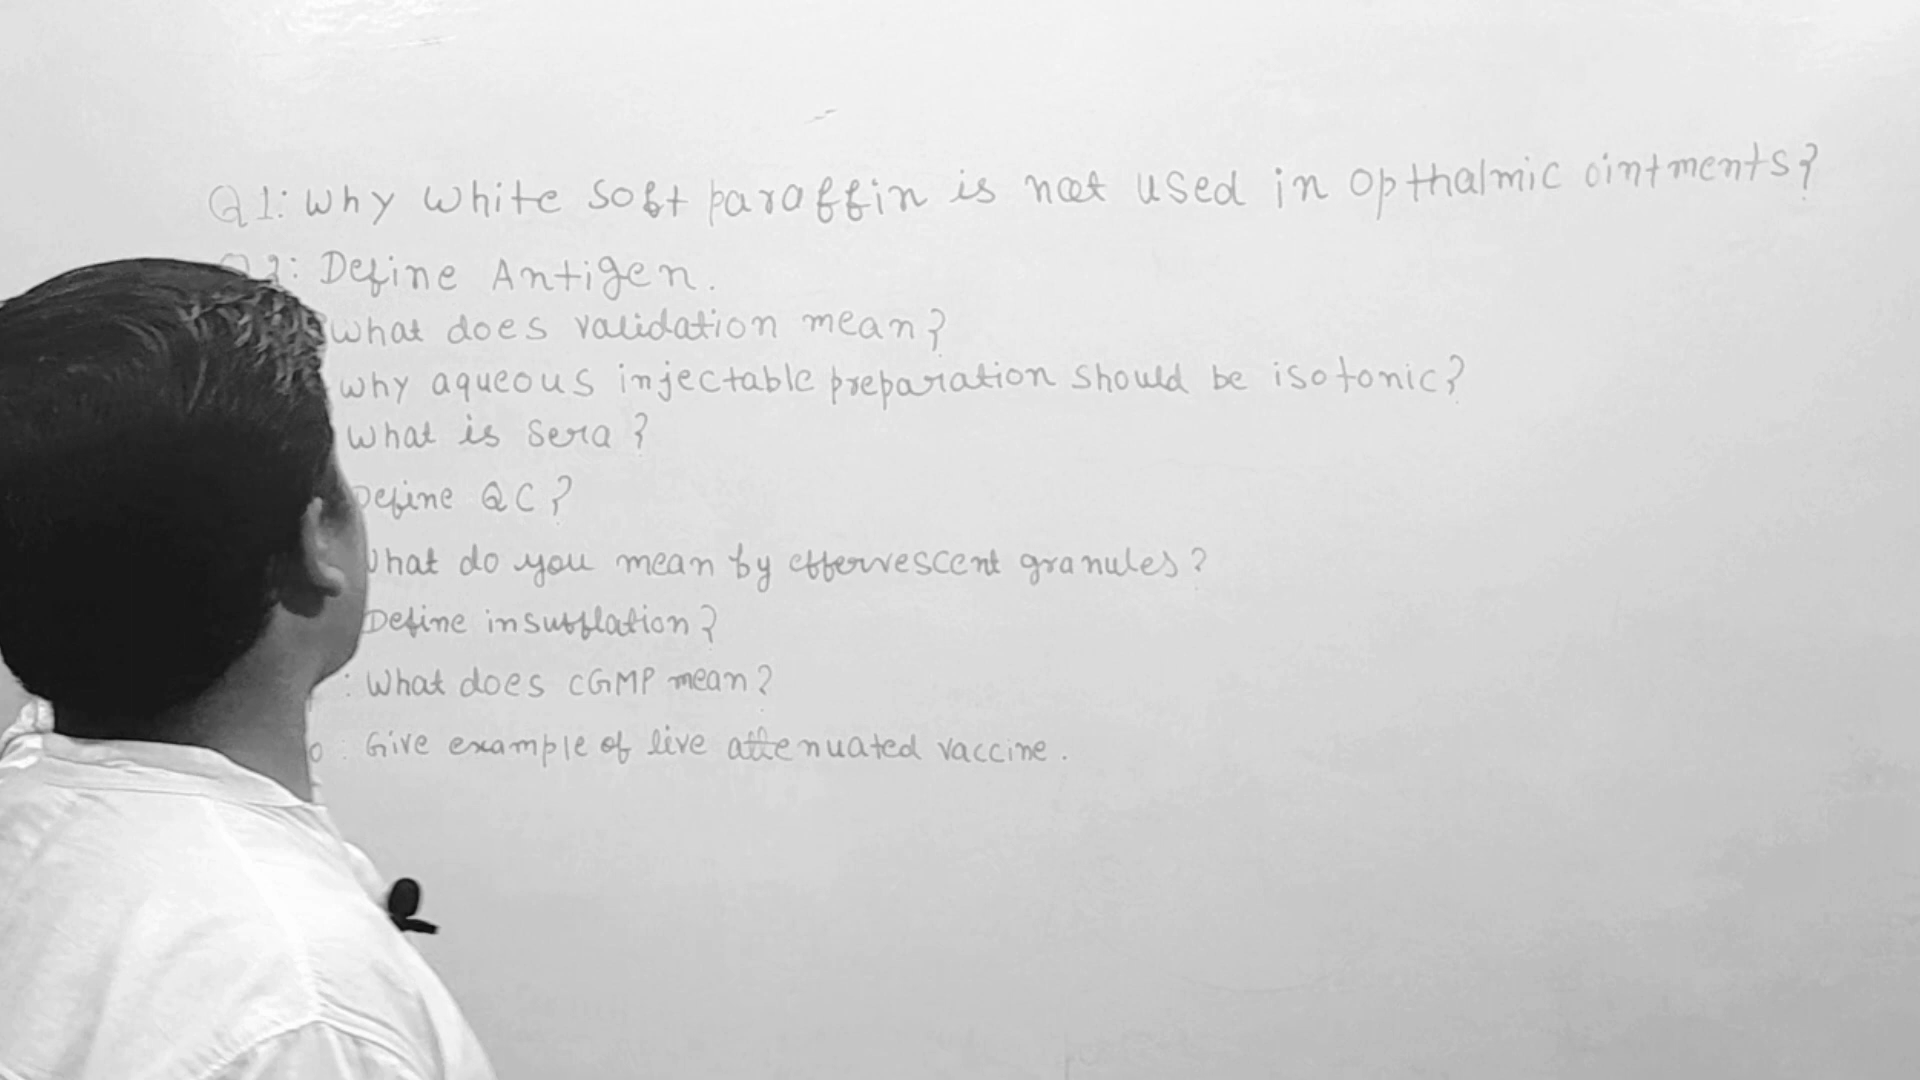 Q1: Why white soft paraffin is not used in opthalmic ointments?
Q2: Define Antigen.
What does validation mean?
why aqueous injectable preparation should be isotonic?
What is sera?
Define QC?
What do you mean by effervescent granules?
Define insufflation?
: What does cGMP mean?
0 : Give example of live attenuated vaccine.